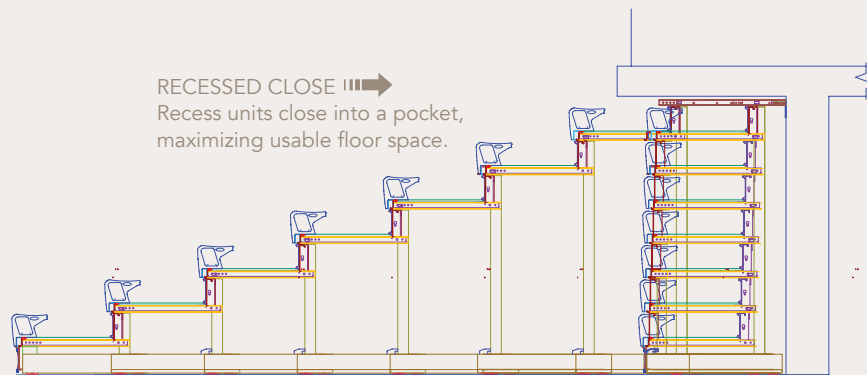 RECESSED CLOSE
Recess units close into a pocket,
maximizing usable floor space.